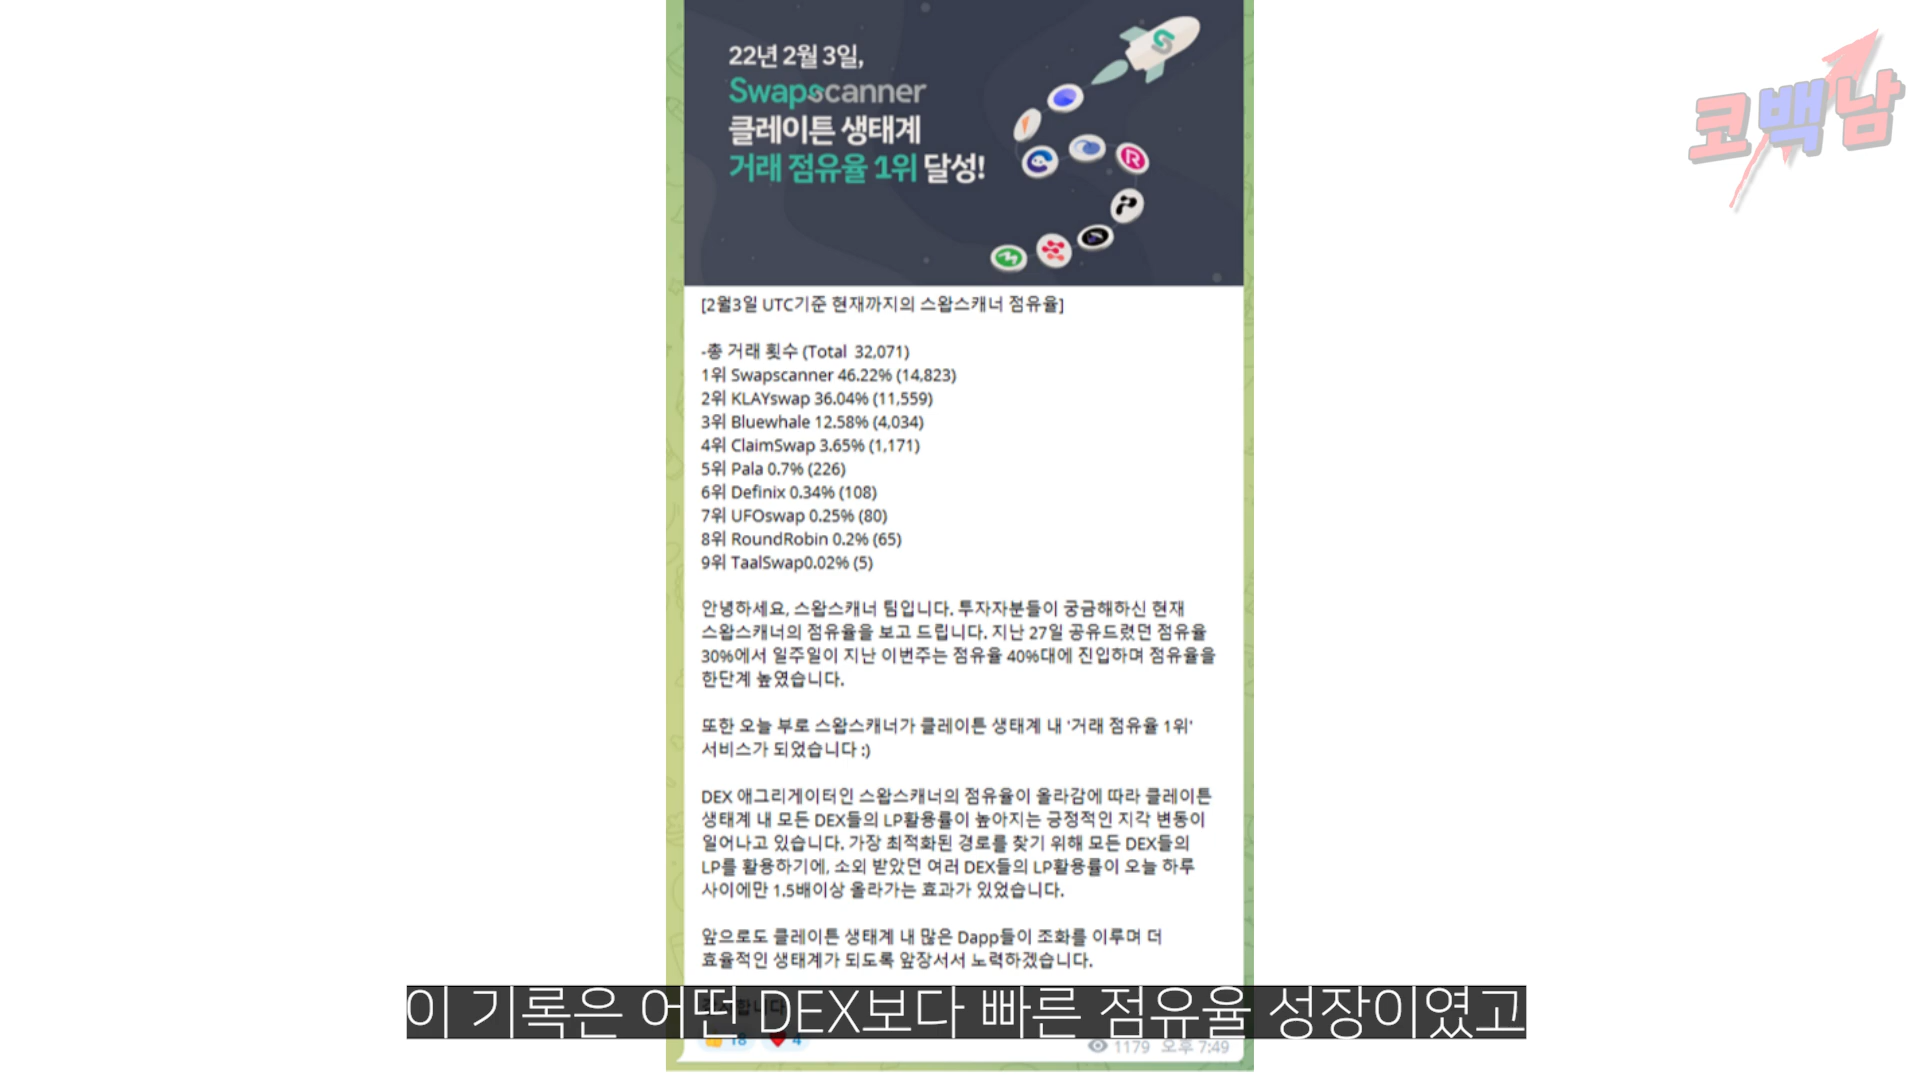 22년 2월 3일,
Swapscanner
클레이튼 생태계
거래 점유율 1위 달성!
코백남
[2월3일 UTC기준 현재까지의 스왑스캐너 점유율]
-총 거래 횟수 (Total 32,071)
1위 Swapscanner 46.22% (14,823)
2위 KLAYswap 36.04% (11,559)
3위 Bluewhale 12.58% (4,034)
4위 ClaimSwap 3.65% (1,171)
5위 Pala 0.7% (226)
6위 Definix 0.34% (108)
7위 UFOswap 0.25% (80)
8위 RoundRobin 0.2% (65)
9위 TaalSwap0.02% (5)
안녕하세요, 스왑스캐너 팀입니다. 투자자분들이 궁금해하신 현재
스왑스캐너의 점유율을 보고 드립니다. 지난 27일 공유드렸던 점유율
30%에서 일주일이 지난 이번주는 점유율 40%대에 진입하며 점유율을
한단계 높였습니다.
또한 오늘 부로 스왑스캐너가 클레이튼 생태계 내 '거래 점유율 1위'
서비스가 되었습니다 :)
DEX 애그리게이터인 스왑스캐너의 점유율이 올라감에 따라 클레이튼
생태계 내 모든 DEX들의 LP활용률이 높아지는 긍정적인 지각 변동이
일어나고 있습니다. 가장 최적화된 경로를 찾기 위해 모든 DEX들의
LP를 활용하기에, 소외 받았던 여러 DEX들의 LP활용률이 오늘 하루
사이에만 1.5배이상 올라가는 효과가 있었습니다.
앞으로도 클레이튼 생태계 내 많은 Dapp들이 조화를 이루며 더
효율적인 생태계가 되도록 앞장서서 노력하겠습니다.
이 기록은 어떤 DEX보다 빠른 점유율 성장이였고
18 4 1179 오후 7:49